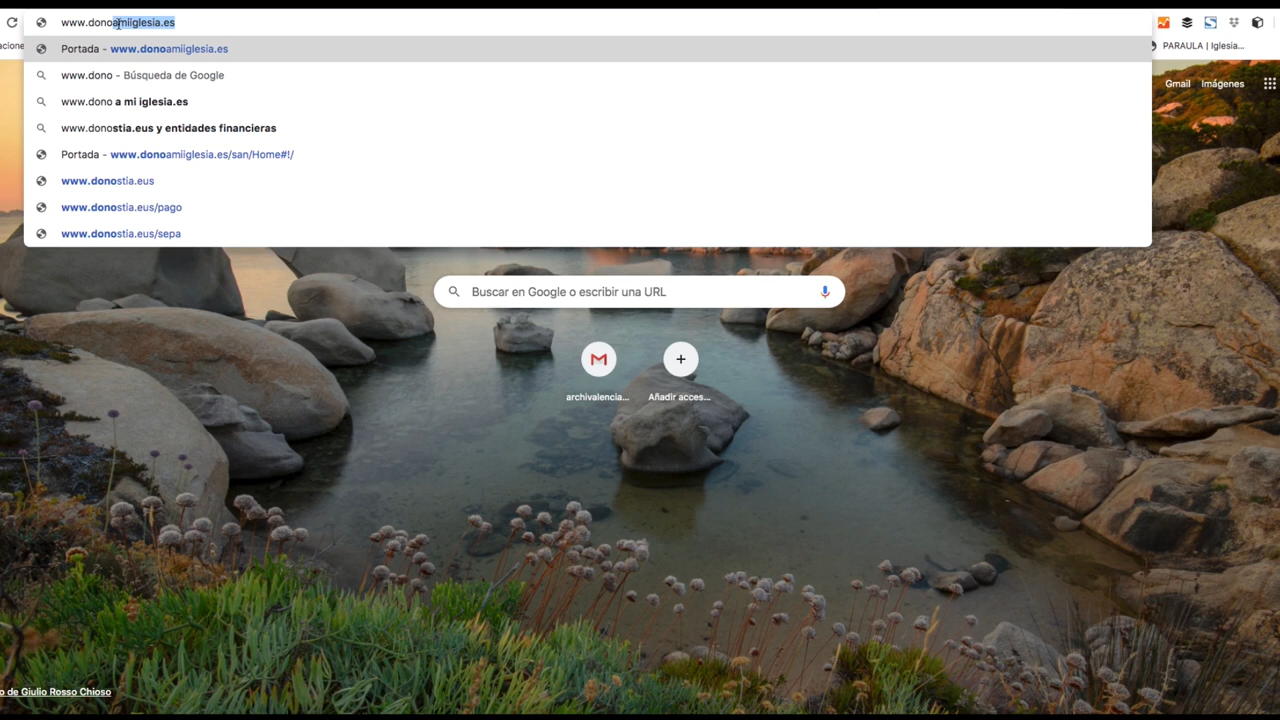 www.donoamiiglesia.es
aciones
PARAULA | Iglesia...
Portada - www.donoamiiglesia.es
www.dono - Búsqueda de Google
www.dono a mi iglesia.es
www.donostia.eus y entidades financieras
Portada - www.donoamiiglesia.es/san/Home#!/
www.donostia.eus
www.donostia.eus/pago
www.donostia.eus/sepa
Gmail Imágenes
Buscar en Google o escribir una URL
archivalencia...
Añadir acces...
o de Giulio Rosso Chioso